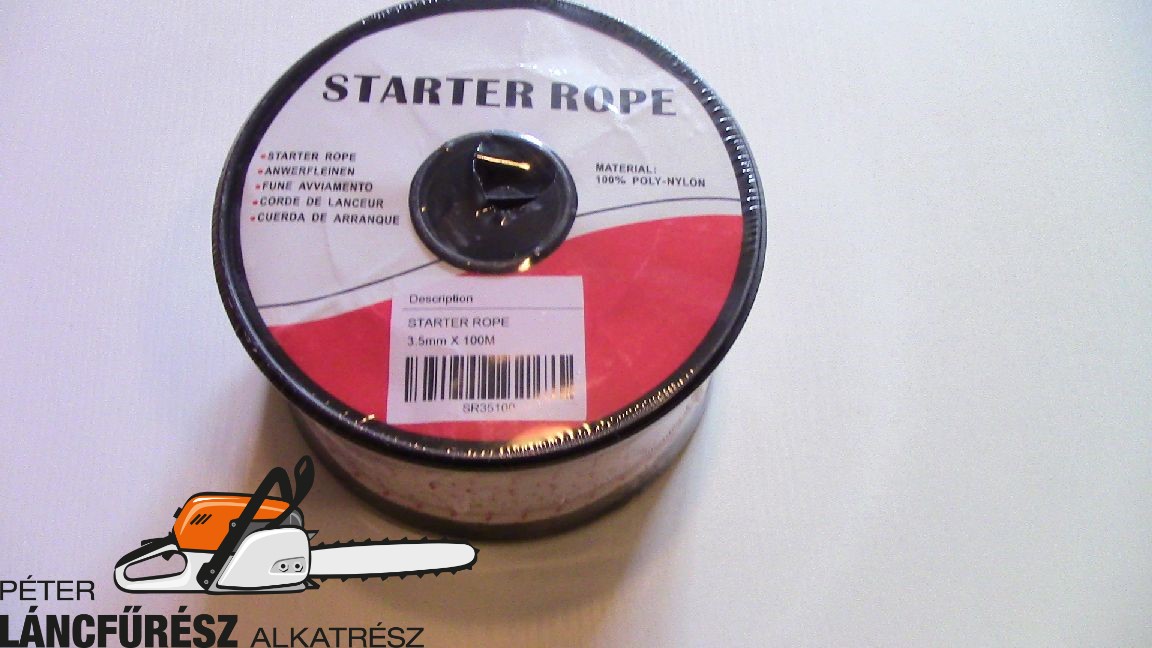 STARTER ROPE
•STARTER ROPE
•ANWERFLEINEN
•FUNE AVVIAMENTO
•CORDE DE LANCEUR
•CUERDA DE ARRANQUE
MATERIAL:
100% POLY-NYLON
Description
STARTER ROPE
3.5mm X 100M
SR35100
PÉTER
LÁNCFŰRÉSZ ALKATRÉSZ